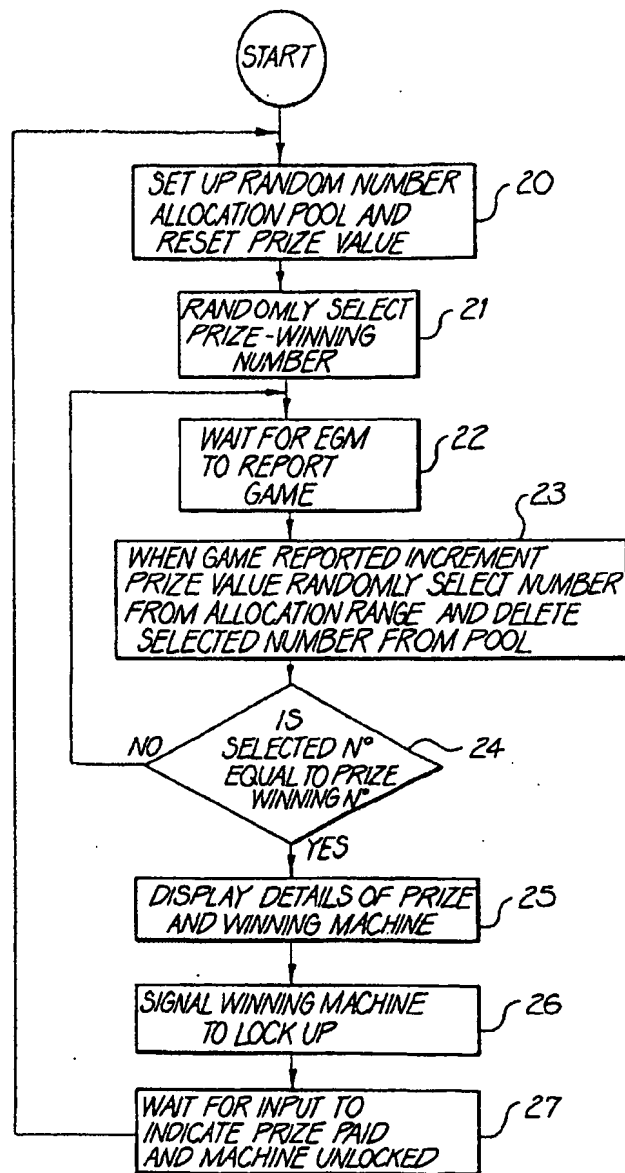 START
SET UP RANDOM NUMBER
ALLOCATION POOL AND
RESET PRIZE VALUE
20
RANDOMLY SELECT
PRIZE-WINNING
NUMBER
21
WAIT FOR EGM
TO REPORT
GAME
22
23
WHEN GAME REPORTED INCREMENT
PRIZE VALUE RANDOMLY SELECT NUMBER
FROM ALLOCATION RANGE AND DELETE
SELECTED NUMBER FROM POOL
IS
SELECTED Nº
EQUAL TO PRIZE
WINNING Nº
24
NO
YES
DISPLAY DETAILS OF PRIZE
AND WINNING MACHINE
25
SIGNAL WINNING MACHINE
TO LOCK UP
26
WAIT FOR INPUT TO
INDICATE PRIZE PAID
AND MACHINE UNLOCKED
27